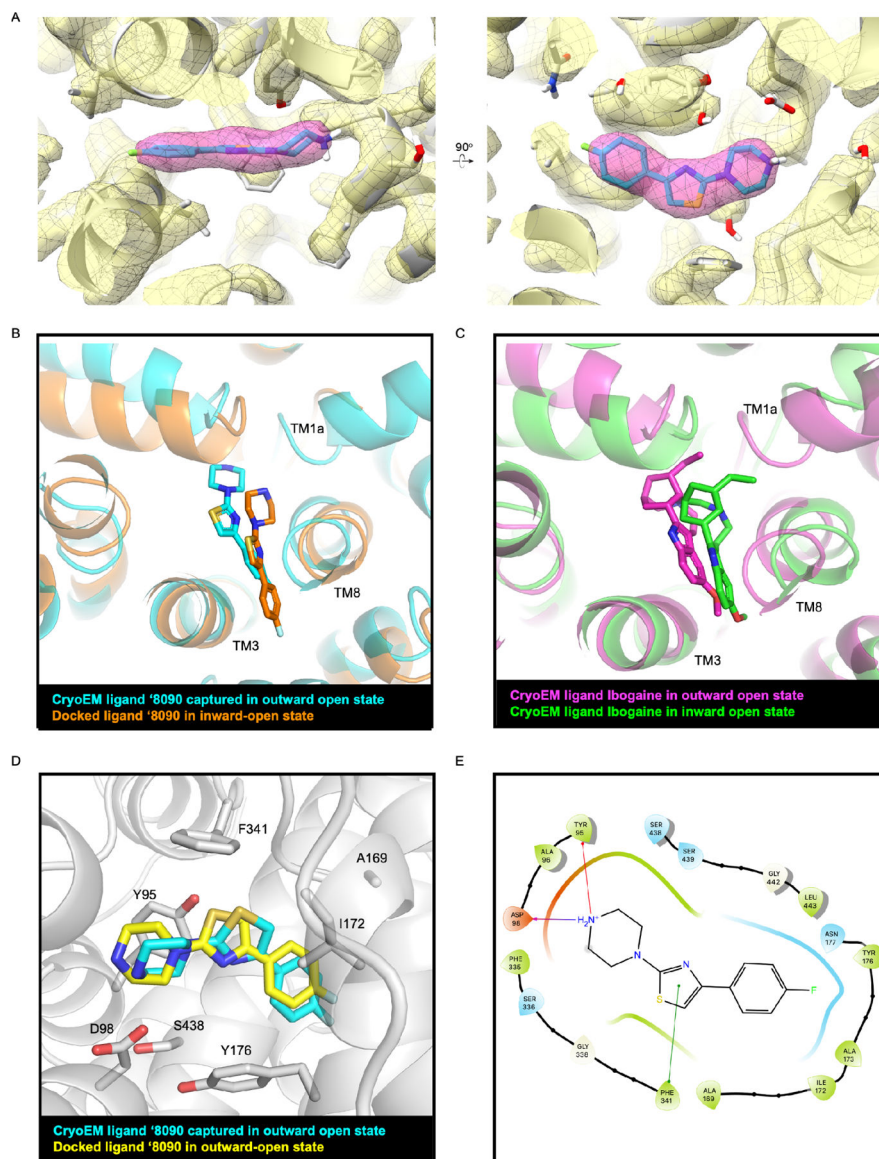 A
90º
B
TM1a
TM8
TM3
CryoEM ligand ‘8090 captured in outward open state
Docked ligand ‘8090 in inward-open state
C
TM1a
TM8
TM3
CryoEM ligand Ibogaine in outward open state
CryoEM ligand Ibogaine in inward open state
D
F341
A169
Y95
I172
D98
S438
Y176
CryoEM ligand ‘8090 captured in outward open state
Docked ligand ‘8090 in outward-open state
E
TYR
95
SER
438
ALA
96
SER
439
GLY
442
LEU
443
ASP
98
H₂N⁺
ASN
177
TYR
176
PHE
335
N
N
SER
336
S
F
GLY
338
ALA
173
PHE
341
ALA
169
ILE
172